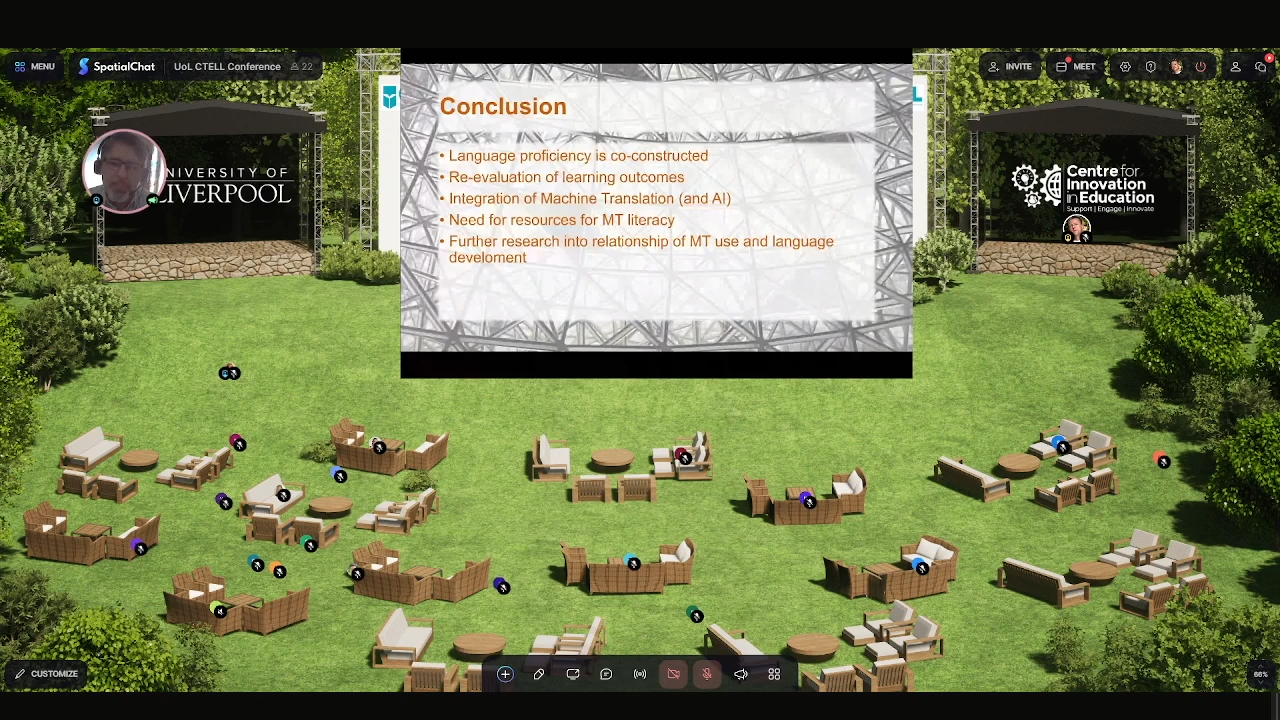 MENU
SpatialChat
UoL CTELL Conference
22
INVITE
MEET
Conclusion
• Language proficiency is co-constructed
• Re-evaluation of learning outcomes
• Integration of Machine Translation (and AI)
• Need for resources for MT literacy
• Further research into relationship of MT use and language
develoment
NIVERSITY OF
LIVERPOOL
Centre for
Innovation
in Education
Support | Engage | Innovate
L
CUSTOMIZE
66%